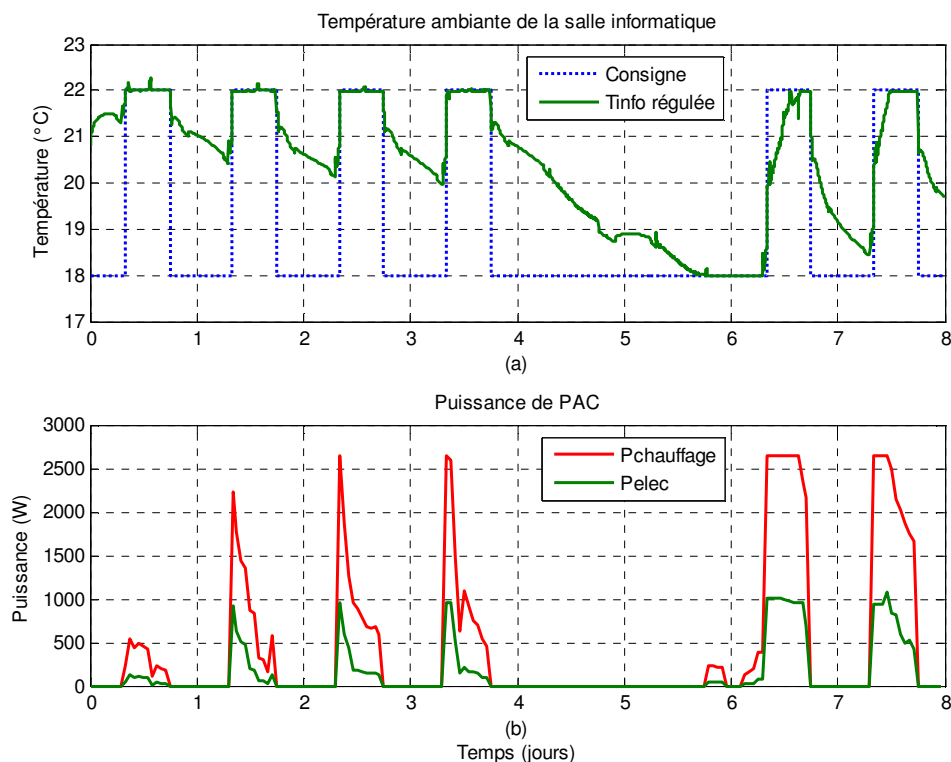 Température ambiante de la salle informatique
23
22
21
20
19
18
17
Température (°C)
Consigne
Tinfo régulée
0 1 2 3 4 5 6 7 8
(a)
Puissance de PAC
3000
2500
2000
1500
1000
500
0
Puissance (W)
Pchauffage
Pelec
0 1 2 3 4 5 6 7 8
(b)
Temps (jours)